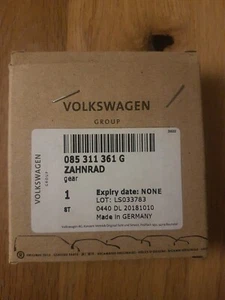 VOLKSWAGEN
GROUP
085 311 361 G
ZAHNRAD
gear
1
Expiry date: NONE
LOT: LS033783
ST
0440 DL 20181010
Made in GERMANY
VOLKSWAGEN
GROUP